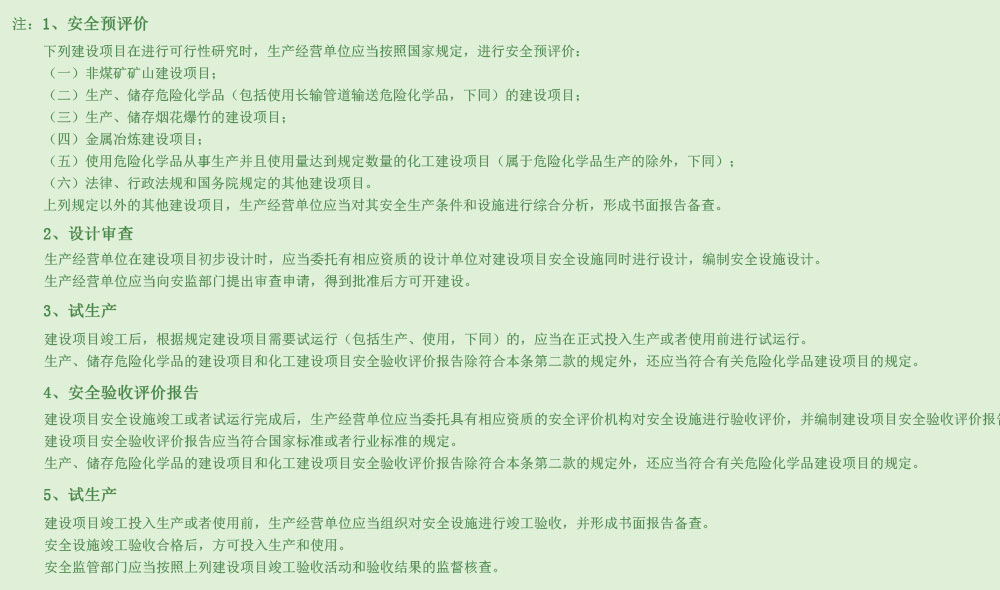 注：1、安全预评价
下列建设项目在进行可行性研究时，生产经营单位应当按照国家规定，进行安全预评价：
（一）非煤矿矿山建设项目；
（二）生产、储存危险化学品（包括使用长输管道输送危险化学品，下同）的建设项目；
（三）生产、储存烟花爆竹的建设项目；
（四）金属冶炼建设项目；
（五）使用危险化学品从事生产并且使用量达到规定数量的化工建设项目（属于危险化学品生产的除外，下同）；
（六）法律、行政法规和国务院规定的其他建设项目。
上列规定以外的其他建设项目，生产经营单位应当对其安全生产条件和设施进行综合分析，形成书面报告备查。
2、设计审查
生产经营单位在建设项目初步设计时，应当委托有相应资质的设计单位对建设项目安全设施同时进行设计，编制安全设施设计。
生产经营单位应当向安监部门提出审查申请，得到批准后方可开建设。
3、试生产
建设项目竣工后，根据规定建设项目需要试运行（包括生产、使用，下同）的，应当在正式投入生产或者使用前进行试运行。
生产、储存危险化学品的建设项目和化工建设项目安全验收评价报告除符合本条第二款的规定外，还应当符合有关危险化学品建设项目的规定。
4、安全验收评价报告
建设项目安全设施竣工或者试运行完成后，生产经营单位应当委托具有相应资质的安全评价机构对安全设施进行验收评价，并编制建设项目安全验收评价报告
建设项目安全验收评价报告应当符合国家标准或者行业标准的规定。
生产、储存危险化学品的建设项目和化工建设项目安全验收评价报告除符合本条第二款的规定外，还应当符合有关危险化学品建设项目的规定。
5、试生产
建设项目竣工投入生产或者使用前，生产经营单位应当组织对安全设施进行竣工验收，并形成书面报告备查。
安全设施竣工验收合格后，方可投入生产和使用。
安全监管部门应当按照上列建设项目竣工验收活动和验收结果的监督核查。